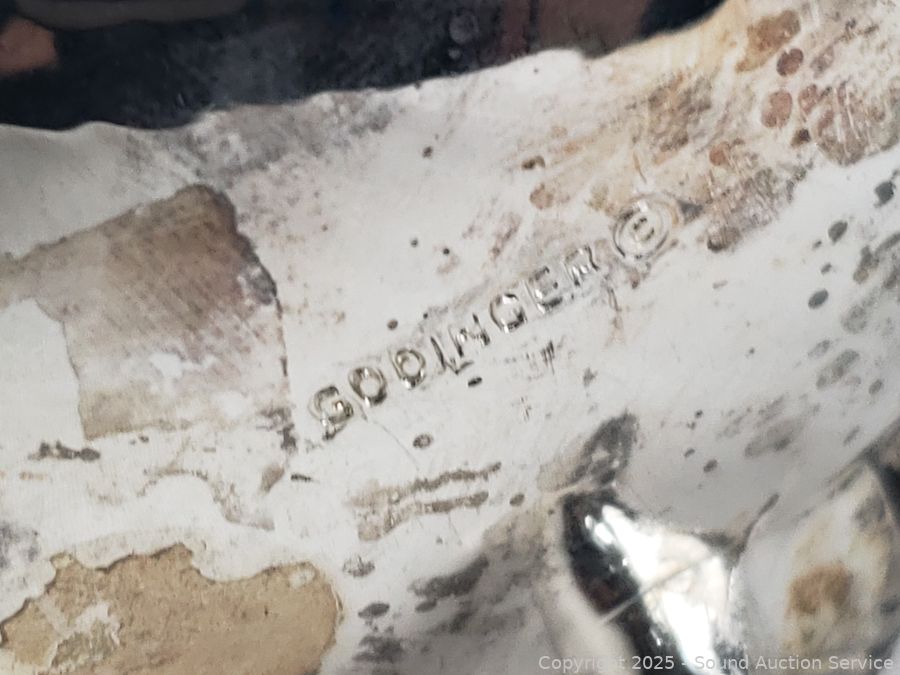 GODINGER ®
Copyright 2025 - Sound Auction Service